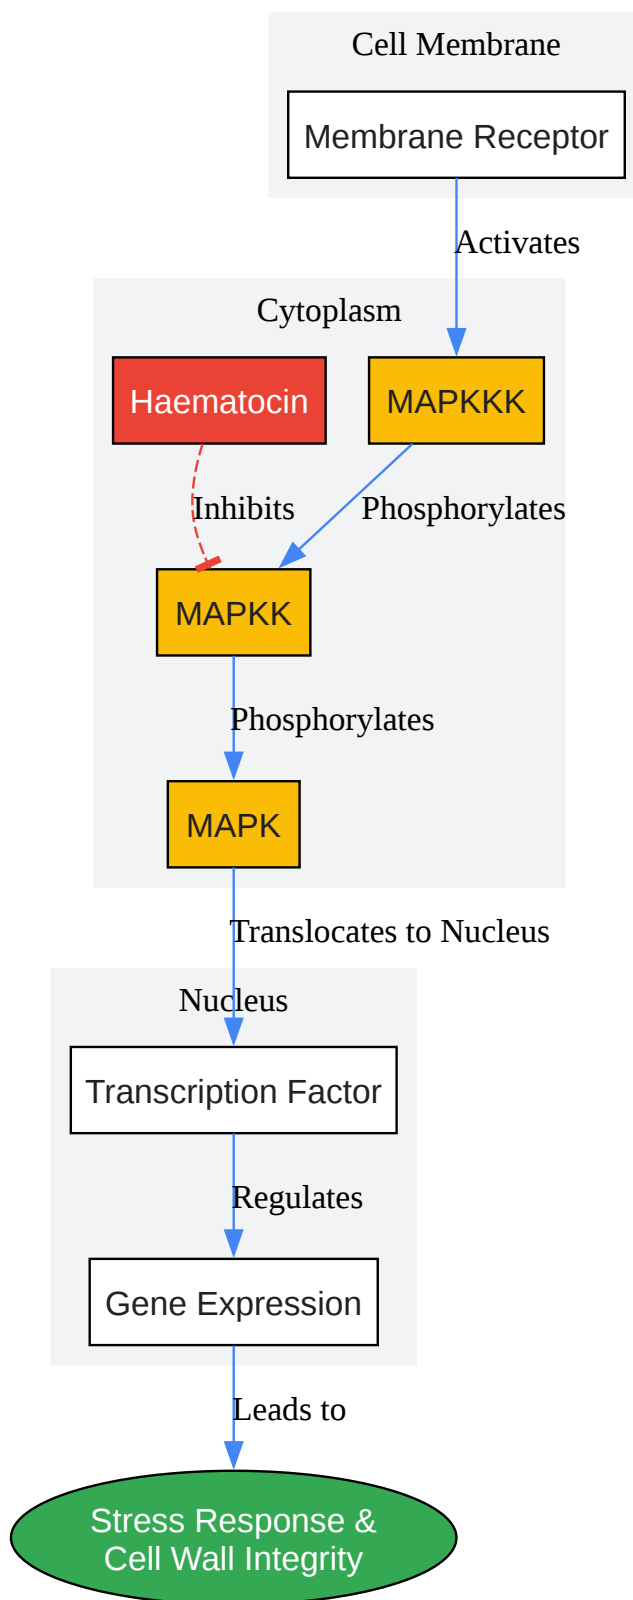 Cell Membrane
Membrane Receptor
Activates
Cytoplasm
Haematocin
MAPKKK
Inhibits
Phosphorylates
MAPKK
Phosphorylates
MAPK
Translocates to Nucleus
Nucleus
Transcription Factor
Regulates
Gene Expression
Leads to
Stress Response &
Cell Wall Integrity